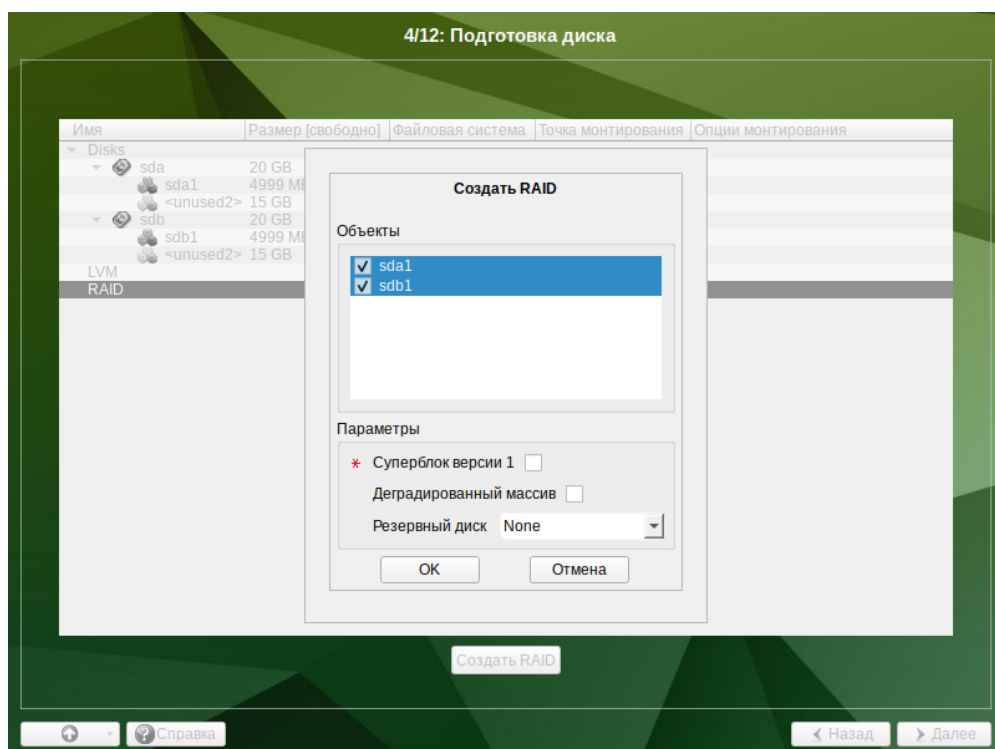 4/12: Подготовка диска
Имя Размер [свободно] Файловая система Точка монтирования Опции монтирования
Disks
sda 20 GB
sda1 4999
<unused2> 15 GB
sdb 20 GB
sdb1 4999
<unused2> 15 GB
LVM
RAID
Создать RAID
Объекты
sda1
sdb1
Параметры
* Суперблок версии 1
Деградированный массив
Резервный диск None
OK Отмена
Создать RAID
Справка Назад Далее